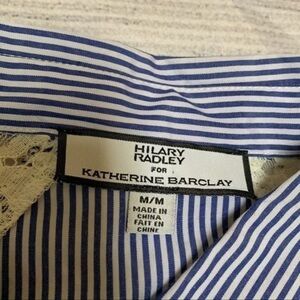 HILARY
RADLEY
FOR
KATHERINE BARCLAY
M/M
MADE IN
CHINA
FAIT EN
CHINE